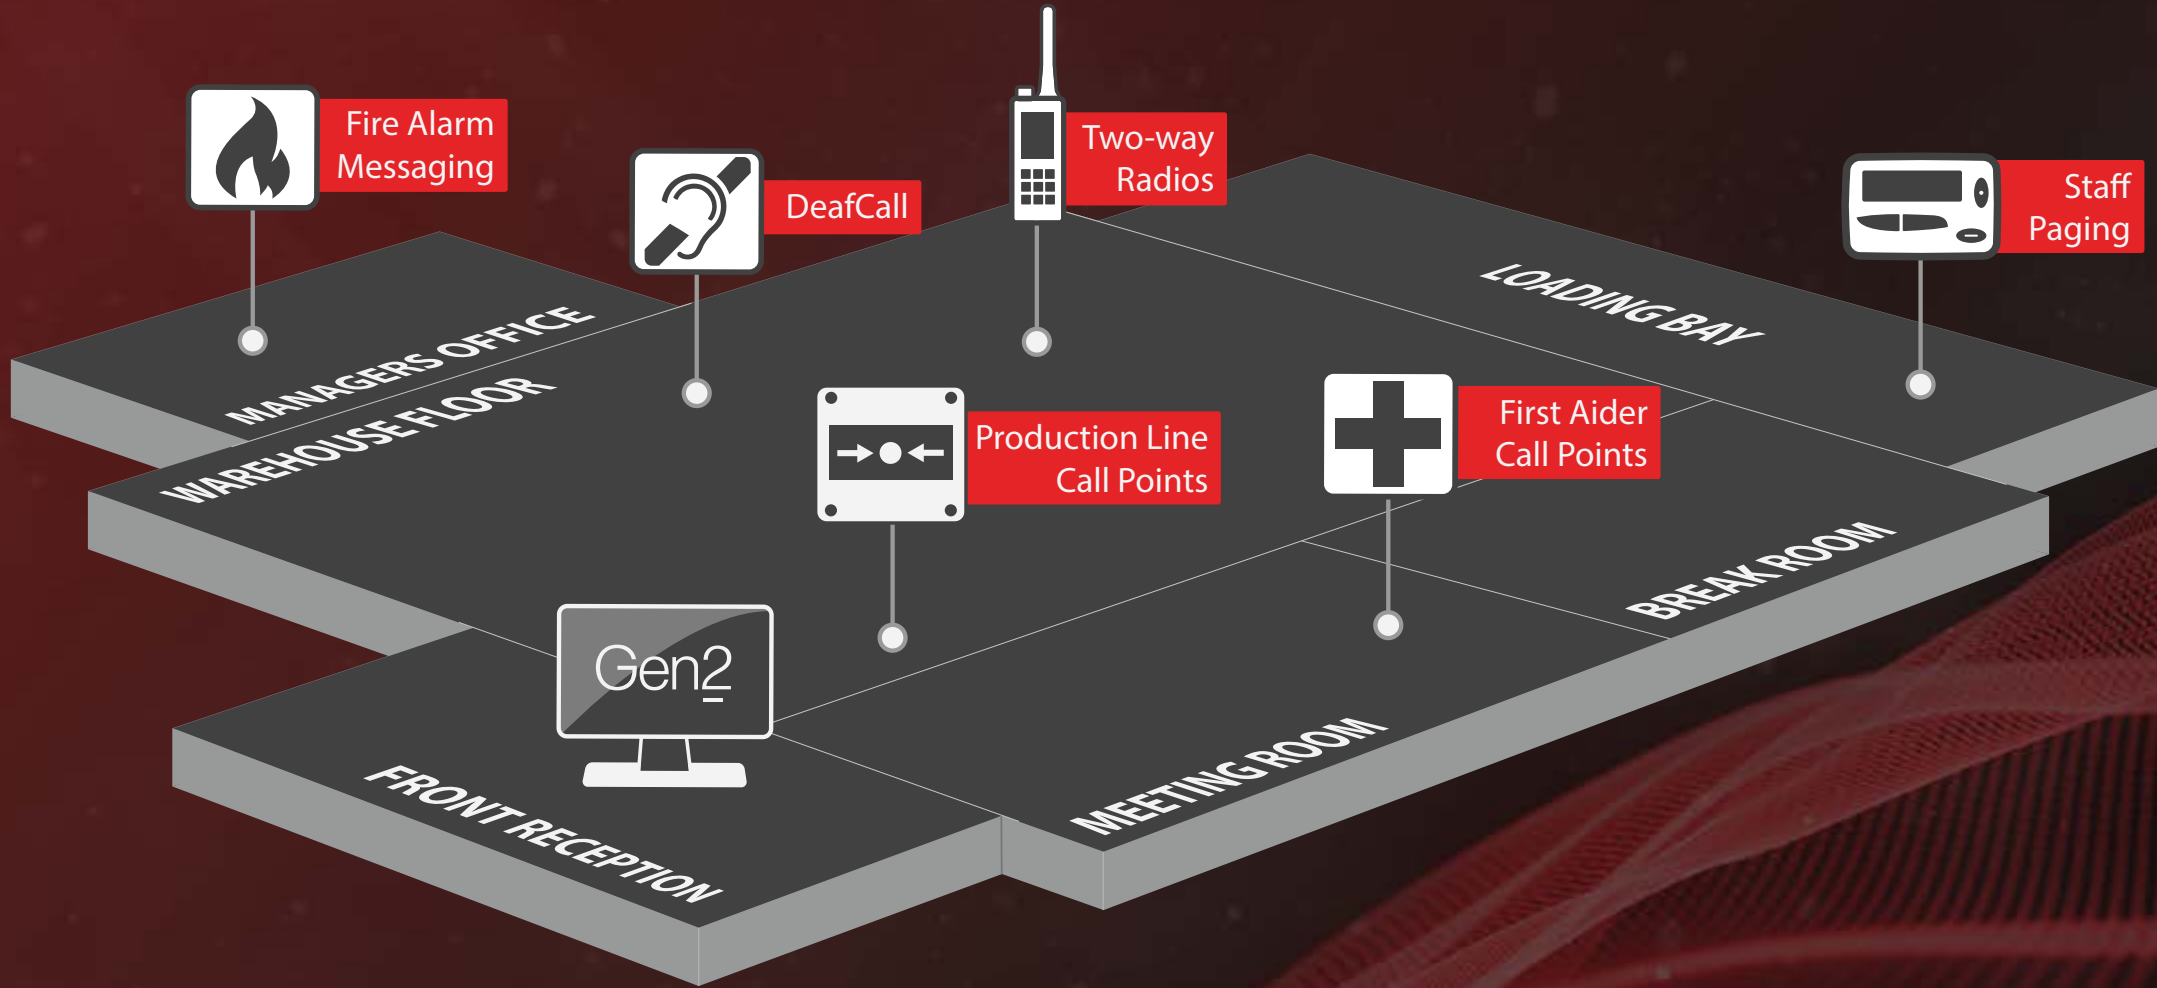 Fire Alarm
Messaging
DeafCall
Two-way
Radios
Staff
Paging
LOADING BAY
MANAGERS OFFICE
WAREHOUSE FLOOR
Production Line
Call Points
First Aider
Call Points
BREAK ROOM
Gen2
MEETING ROOM
FRONT RECEPTION